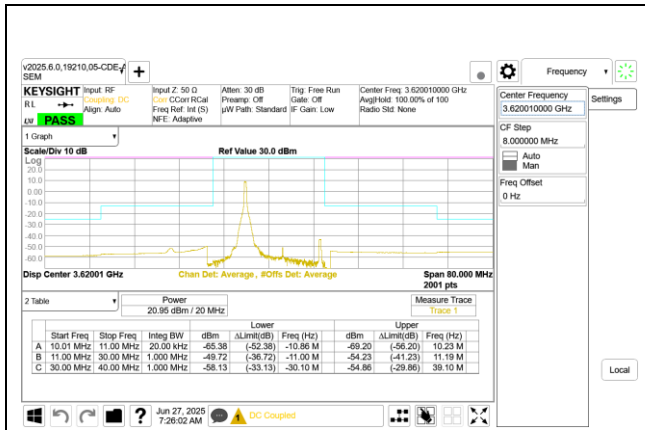 v2025.6.0,19210,05-CDE-A
SEM
KEYSIGHT
RL
LXI
PASS
Input: RF
Coupling: DC
Align: Auto
Input Z: 50 Ω
Corr CCorr RCal
Freq Ref: Int (S)
NFE: Adaptive
Atten: 30 dB
Preamp: Off
µW Path: Standard
Trig: Free Run
Gate: Off
IF Gain: Low
Center Freq: 3.620010000 GHz
Avg|Hold: 100.00% of 100
Radio Std: None
1 Graph
Scale/Div 10 dB
Ref Value 30.0 dBm
Log
20.0
10.0
0.00
-10.0
-20.0
-30.0
-40.0
-50.0
-60.0
Disp Center 3.62001 GHz
Chan Det: Average, #Offs Det: Average
Span 80.000 MHz
2001 pts
2 Table
Power
20.95 dBm / 20 MHz
Measure Trace
Trace 1
Lower Upper
Start Freq Stop Freq Integ BW dBm ΔLimit(dB) Freq (Hz) dBm ΔLimit(dB) Freq (Hz)
A 10.01 MHz 11.00 MHz 20.00 kHz -65.38 (-52.38) -10.86 M -69.20 (-56.20) 10.23 M
B 11.00 MHz 30.00 MHz 1.000 MHz -49.72 (-36.72) -11.00 M -54.23 (-41.23) 11.19 M
C 30.00 MHz 40.00 MHz 1.000 MHz -58.13 (-33.13) -30.10 M -54.86 (-29.86) 39.10 M
?
Jun 27, 2025
7:26:02 AM
DC Coupled
Frequency
Center Frequency
3.620010000 GHz
Settings
CF Step
8.000000 MHz
Auto
Man
Freq Offset
0 Hz
Local